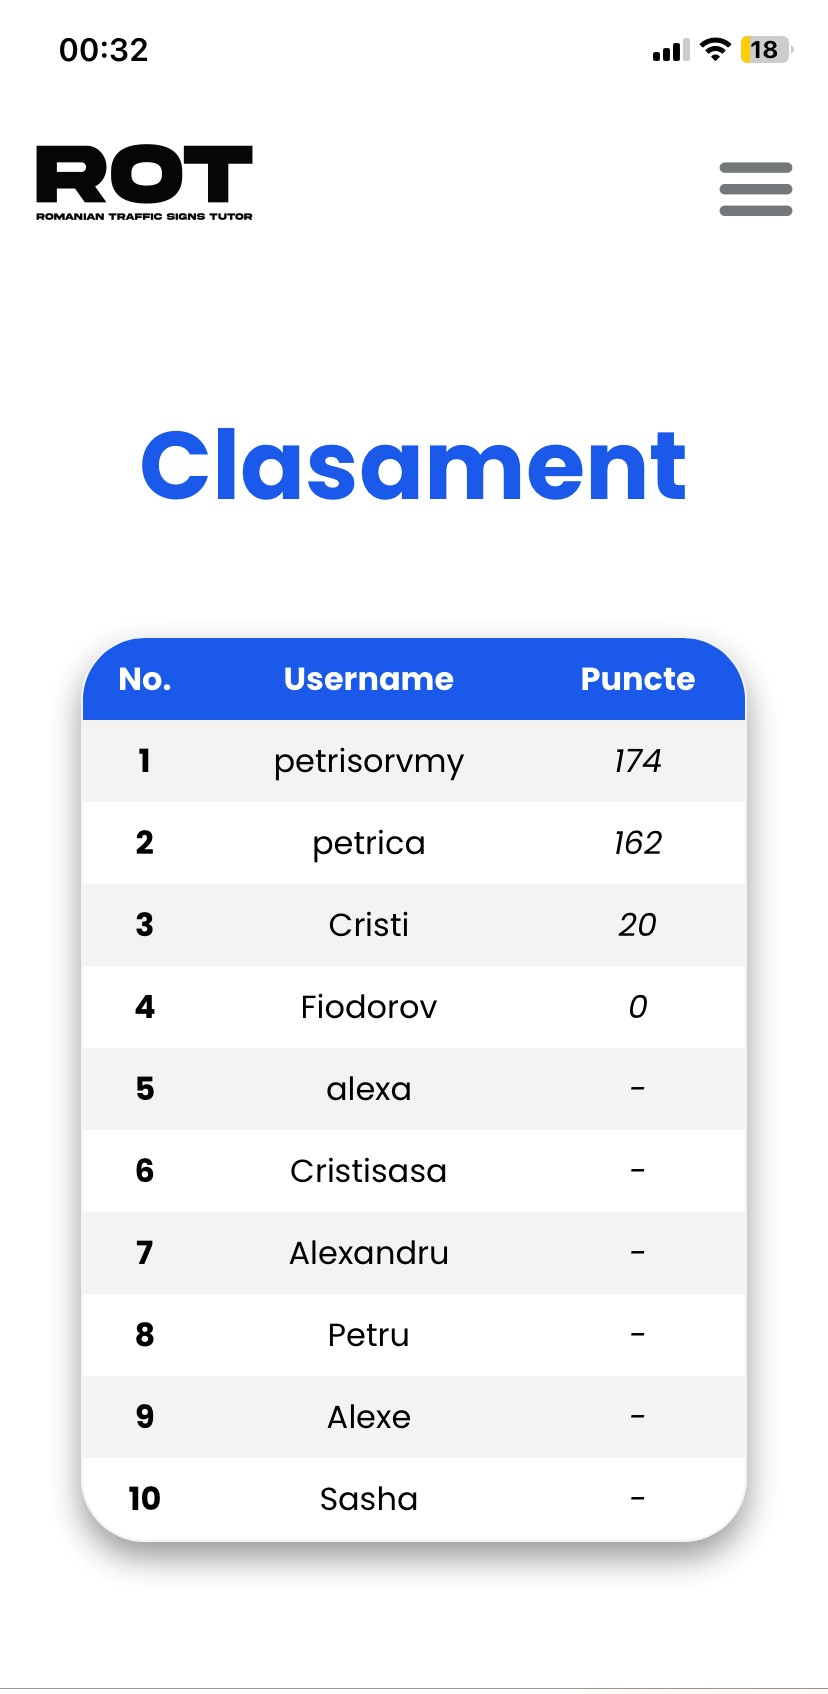 00:32
18
ROT
ROMANIAN TRAFFIC SIGNS TUTOR
Clasament
No. Username Puncte
1 petrisorvmy 174
2 petrica 162
3 Cristi 20
4 Fiodorov 0
5 alexa -
6 Cristisasa -
7 Alexandru -
8 Petru -
9 Alexe -
10 Sasha -